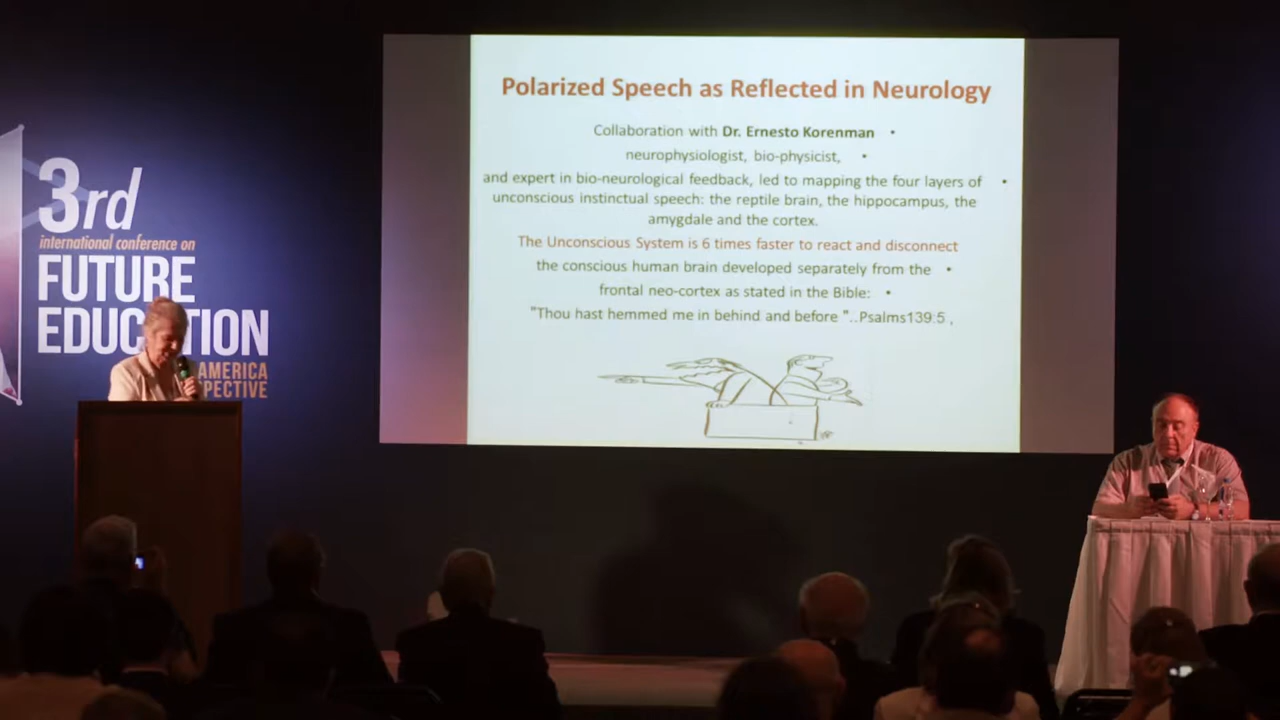 3rd
international conference on
FUTURE
EDUC TION
AMERICA
Polarized Speech as Reflected in Neurology
Collaboration with Dr. Ernesto Korenman •
neurophysiologist, bio-physicist, •
and expert in bio-neurological feedback, led to mapping the four layers of •
unconscious instinctual speech: the reptile brain, the hippocampus, the
amygdale and the cortex.
The Unconscious System is 6 times faster to react and disconnect
the conscious human brain developed separately from the •
frontal neo-cortex as stated in the Bible: •
"Thou hast hemmed me in behind and before "..Psalms139:5 ,